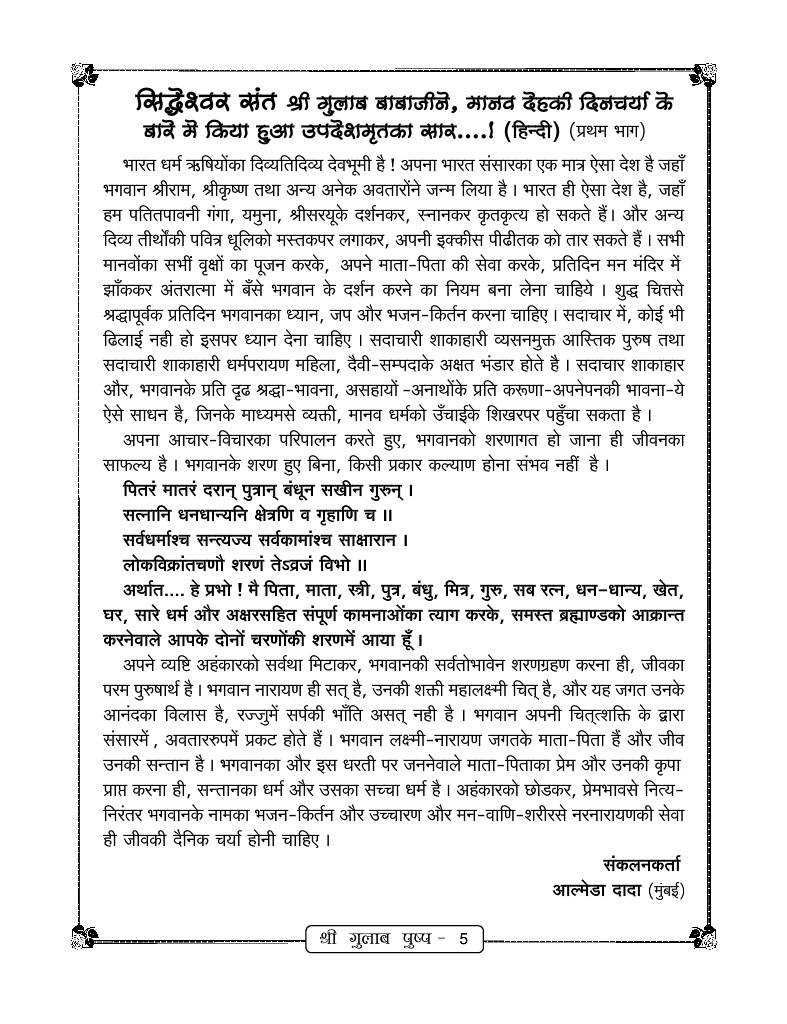 सिद्धेश्वर संत श्री गुलाब बाबाजीने, मानव देहकी दिनचर्या के
बारे मे किया हुआ उपदेशमृतका सार....! (हिन्दी) (प्रथम भाग)
भारत धर्म ऋषियोंका दिव्यतिदिव्य देवभूमी है ! अपना भारत संसारका एक मात्र ऐसा देश है जहाँ
भगवान श्रीराम, श्रीकृष्ण तथा अन्य अनेक अवतारोंने जन्म लिया है । भारत ही ऐसा देश है, जहाँ
हम पतितपावनी गंगा, यमुना, श्रीसरयूके दर्शनकर, स्नानकर कृतकृत्य हो सकते हैं। और अन्य
दिव्य तीर्थोंकी पवित्र धूलिको मस्तकपर लगाकर, अपनी इक्कीस पीढीतक को तार सकते हैं । सभी
मानवोंका सभीं वृक्षों का पूजन करके, अपने माता-पिता की सेवा करके, प्रतिदिन मन मंदिर में
झाँककर अंतरात्मा में बँसे भगवान के दर्शन करने का नियम बना लेना चाहिये । शुद्ध चित्तसे
श्रद्धापूर्वक प्रतिदिन भगवानका ध्यान, जप और भजन-किर्तन करना चाहिए । सदाचार में, कोई भी
ढिलाई नही हो इसपर ध्यान देना चाहिए । सदाचारी शाकाहारी व्यसनमुक्त आस्तिक पुरुष तथा
सदाचारी शाकाहारी धर्मपरायण महिला, दैवी-सम्पदाके अक्षत भंडार होते है । सदाचार शाकाहार
और, भगवानके प्रति दृढ श्रद्धा-भावना, असहायों -अनाथोंके प्रति करूणा-अपनेपनकी भावना-ये
ऐसे साधन है, जिनके माध्यमसे व्यक्ती, मानव धर्मको उँचाईके शिखरपर पहुँचा सकता है ।
अपना आचार-विचारका परिपालन करते हुए, भगवानको शरणागत हो जाना ही जीवनका
साफल्य है । भगवानके शरण हुए बिना, किसी प्रकार कल्याण होना संभव नहीं है ।
पितरं मातरं दरान् पुत्रान् बंधून सखीन गुरुन् ।
सत्नानि धनधान्यनि क्षेत्रणि व गृहाणि च ॥
सर्वधर्माश्च सन्त्यज्य सर्वकामांश्च साक्षारान ।
लोकविक्रांतचणौ शरणं तेऽव्रजं विभो ॥
अर्थात.... हे प्रभो ! मै पिता, माता, स्त्री, पुत्र, बंधु, मित्र, गुरु, सब रत्न, धन-धान्य, खेत,
घर, सारे धर्म और अक्षरसहित संपूर्ण कामनाओंका त्याग करके, समस्त ब्रह्माण्डको आक्रान्त
करनेवाले आपके दोनों चरणोंकी शरणमें आया हूँ ।
अपने व्यष्टि अहंकारको सर्वथा मिटाकर, भगवानकी सर्वतोभावेन शरणग्रहण करना ही, जीवका
परम पुरुषार्थ है । भगवान नारायण ही सत् है, उनकी शक्ती महालक्ष्मी चित् है, और यह जगत उनके
आनंदका विलास है, रज्जुमें सर्पकी भाँति असत् नही है । भगवान अपनी चित्त्शक्ति के द्वारा
संसारमें, अवताररुपमें प्रकट होते हैं । भगवान लक्ष्मी-नारायण जगतके माता-पिता हैं और जीव
उनकी सन्तान है । भगवानका और इस धरती पर जननेवाले माता-पिताका प्रेम और उनकी कृपा
प्राप्त करना ही, सन्तानका धर्म और उसका सच्चा धर्म है । अहंकारको छोडकर, प्रेमभावसे नित्य-
निरंतर भगवानके नामका भजन-किर्तन और उच्चारण और मन-वाणि-शरीरसे नरनारायणकी सेवा
ही जीवकी दैनिक चर्या होनी चाहिए ।
संकलनकर्ता
आल्मेडा दादा (मुंबई)
श्री गुलाब पुष्प - 5